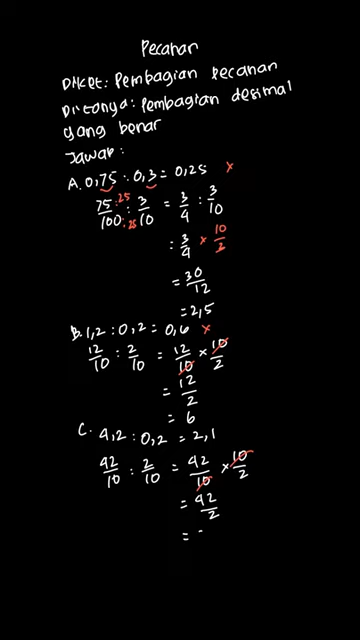 Pecahan
Diket: Pembagian Pecahan
Ditanya: Pembagian desimal
yang benar
Jawab:
A. 0,75 : 0,3 = 0,25 ×
75/100 :25/:25 : 3/10 = 3/4 : 3/10
= 3/4 × 10/3
= 30/12
= 2,5
B. 1,2 : 0,2 = 0,6 ×
12/10 : 2/10 = 12/10 × 10/2
= 12/2
= 6
C. 4,2 : 0,2 = 2,1
42/10 : 2/10 = 42/10 × 10/2
= 42/2
=